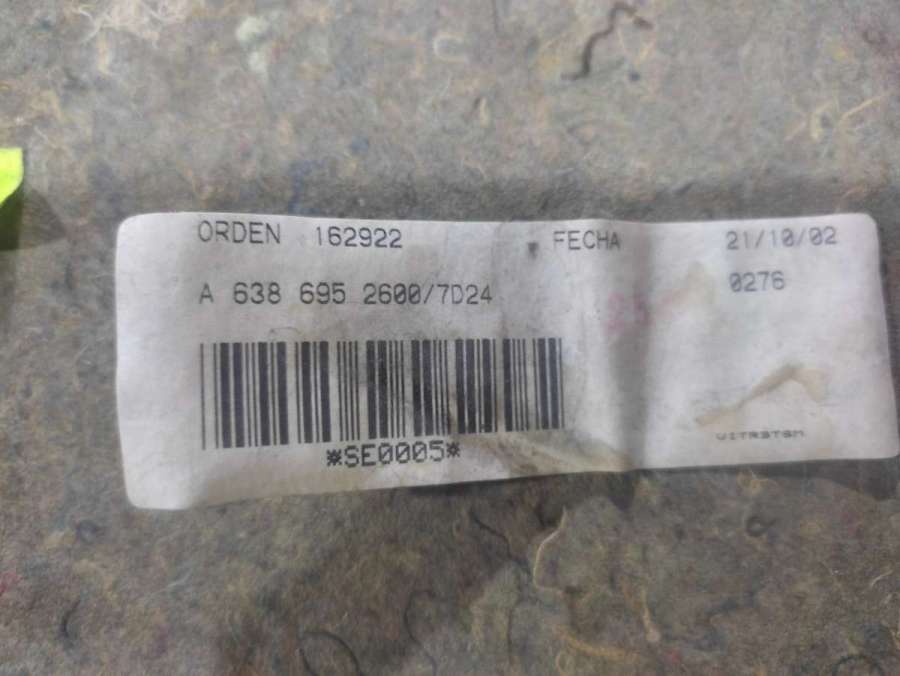 ORDEN 162922 FECHA 21/10/02
A 638 695 2600/7D24 0276
*SE0005*